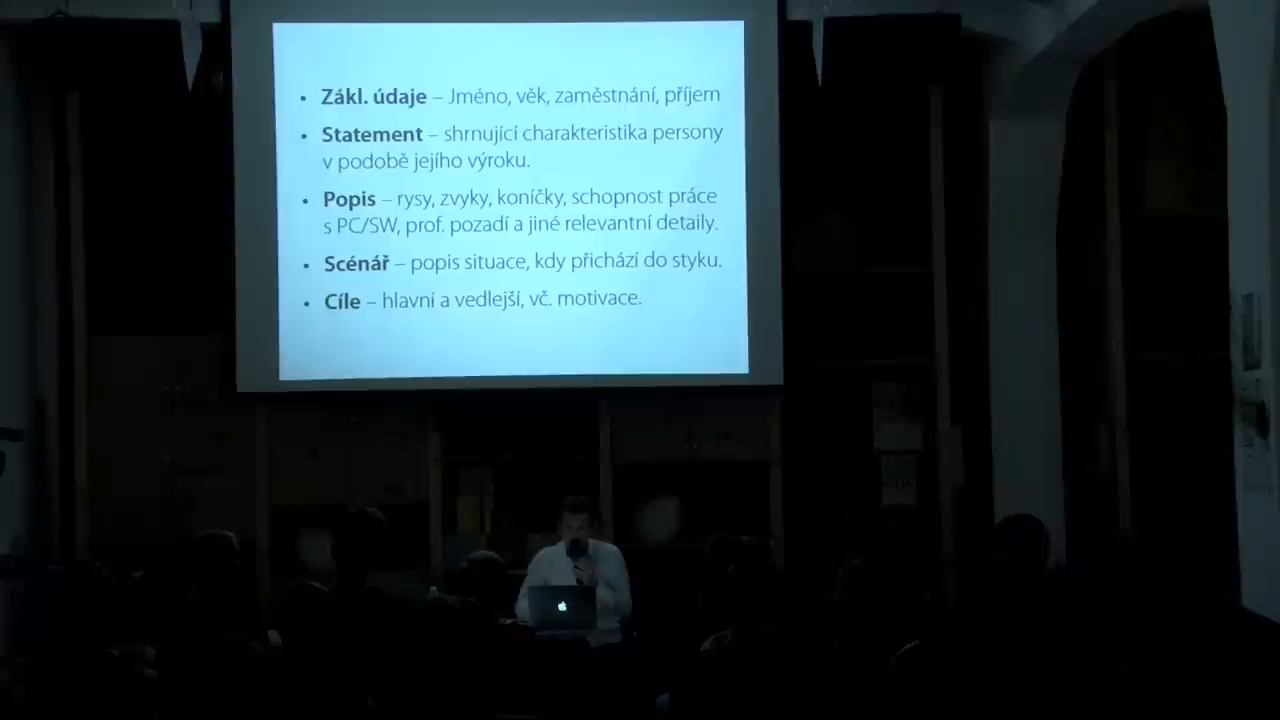 • Zákl. údaje – Jméno, věk, zaměstnání, příjem
• Statement – shrnující charakteristika persony
v podobě jejího výroku.
• Popis – rysy, zvyky, koníčky, schopnost práce
s PC/SW, prof. pozadí a jiné relevantní detaily.
• Scénář – popis situace, kdy přichází do styku.
• Cíle – hlavní a vedlejší, vč. motivace.